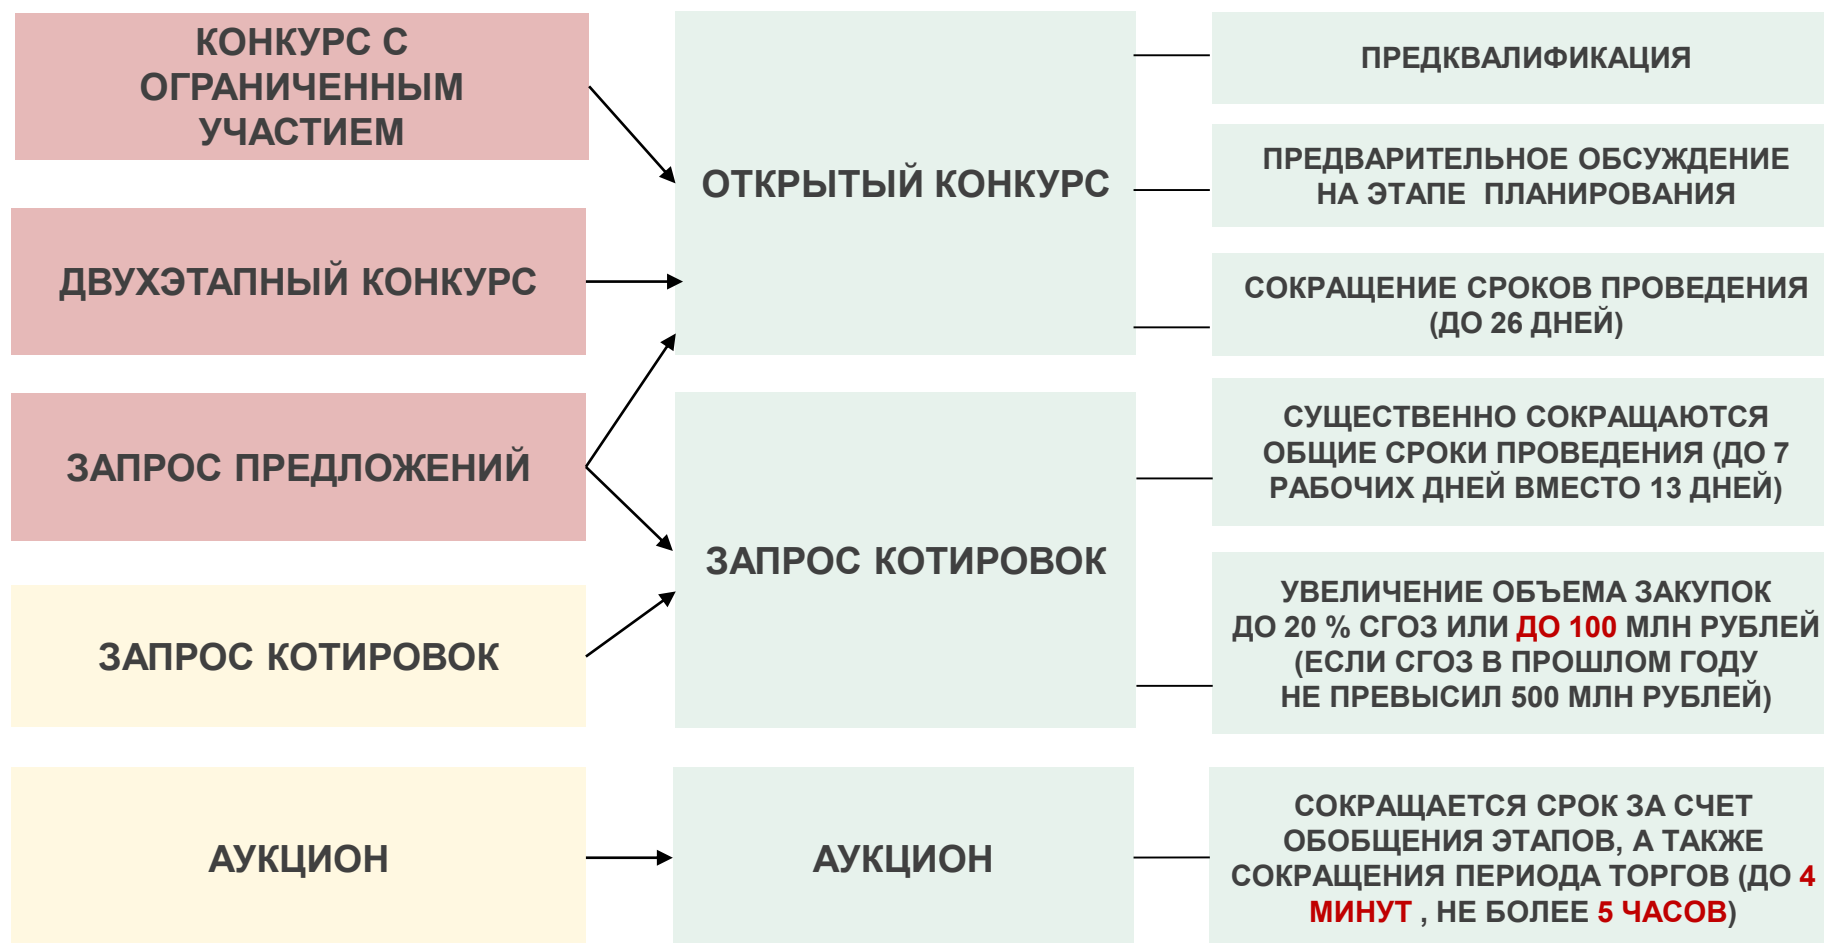 КОНКУРС С
ОГРАНИЧЕННЫМ
УЧАСТИЕМ
ДВУХЭТАПНЫЙ КОНКУРС
ЗАПРОС ПРЕДЛОЖЕНИЙ
ЗАПРОС КОТИРОВОК
АУКЦИОН
ОТКРЫТЫЙ КОНКУРС
ЗАПРОС КОТИРОВОК
АУКЦИОН
ПРЕДКВАЛИФИКАЦИЯ
ПРЕДВАРИТЕЛЬНОЕ ОБСУЖДЕНИЕ
НА ЭТАПЕ ПЛАНИРОВАНИЯ
СОКРАЩЕНИЕ СРОКОВ ПРОВЕДЕНИЯ
(ДО 26 ДНЕЙ)
СУЩЕСТВЕННО СОКРАЩАЮТСЯ
ОБЩИЕ СРОКИ ПРОВЕДЕНИЯ (ДО 7
РАБОЧИХ ДНЕЙ ВМЕСТО 13 ДНЕЙ)
УВЕЛИЧЕНИЕ ОБЪЕМА ЗАКУПОК
ДО 20 % СГОЗ ИЛИ ДО 100 МЛН РУБЛЕЙ
(ЕСЛИ СГОЗ В ПРОШЛОМ ГОДУ
НЕ ПРЕВЫСИЛ 500 МЛН РУБЛЕЙ)
СОКРАЩАЕТСЯ СРОК ЗА СЧЕТ
ОБОБЩЕНИЯ ЭТАПОВ, А ТАКЖЕ
СОКРАЩЕНИЯ ПЕРИОДА ТОРГОВ (ДО 4
МИНУТ , НЕ БОЛЕЕ 5 ЧАСОВ)